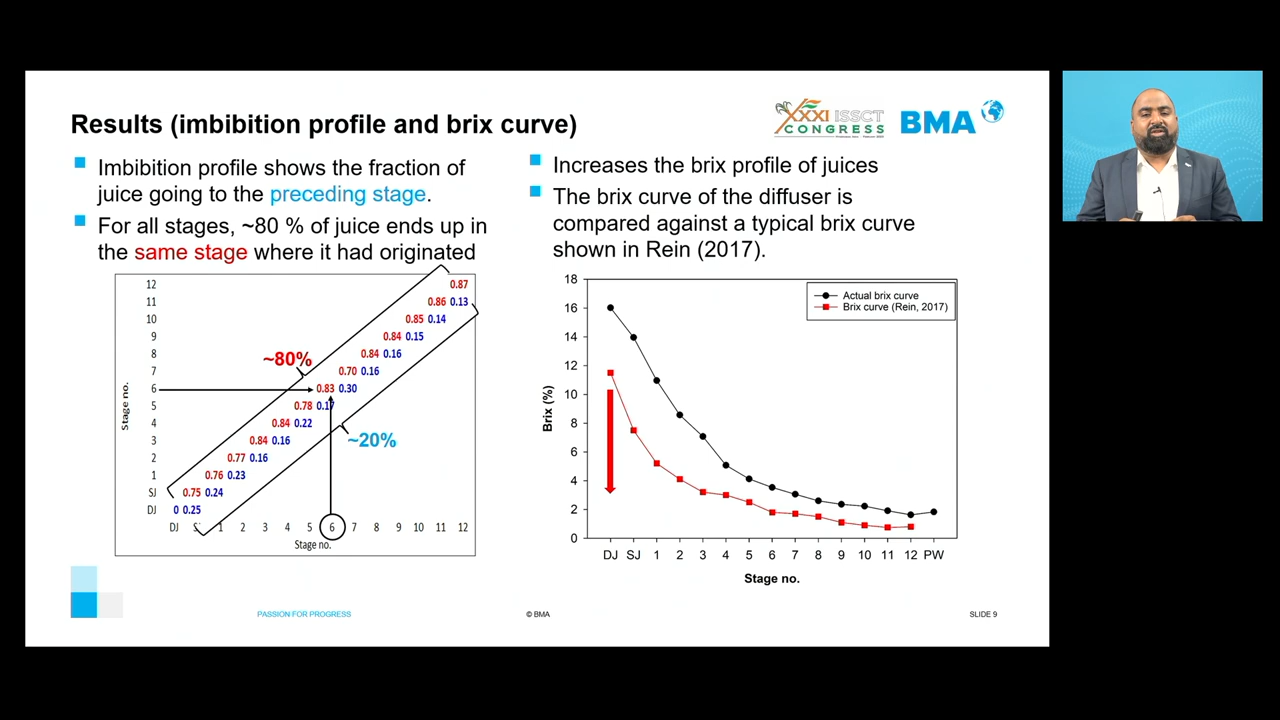 Results (imbibition profile and brix curve)
XXXI ISSCT
CONGRESS
BMA
Imbibition profile shows the fraction of
juice going to the preceding stage.
For all stages, ~80 % of juice ends up in
the same stage where it had originated
Increases the brix profile of juices
The brix curve of the diffuser is
compared against a typical brix curve
shown in Rein (2017).
12 0.87
11 0.86 0.13
10 0.85 0.14
9 0.84 0.15
8 0.84 0.16
7 0.70 0.16
6 0.83 0.30
5 0.78 0.17
4 0.84 0.22
3 0.84 0.16
2 0.77 0.16
1 0.76 0.23
SJ 0.75 0.24
DJ 0 0.25
DJ 1 2 3 4 5 6 7 8 9 10 11 12
Stage no.
Stage no.
~80%
~20%
18
16
14
12
10
8
6
4
2
0
Brix (%)
Actual brix curve
Brix curve (Rein, 2017)
DJ SJ 1 2 3 4 5 6 7 8 9 10 11 12 PW
Stage no.
PASSION FOR PROGRESS
© BMA
SLIDE 9